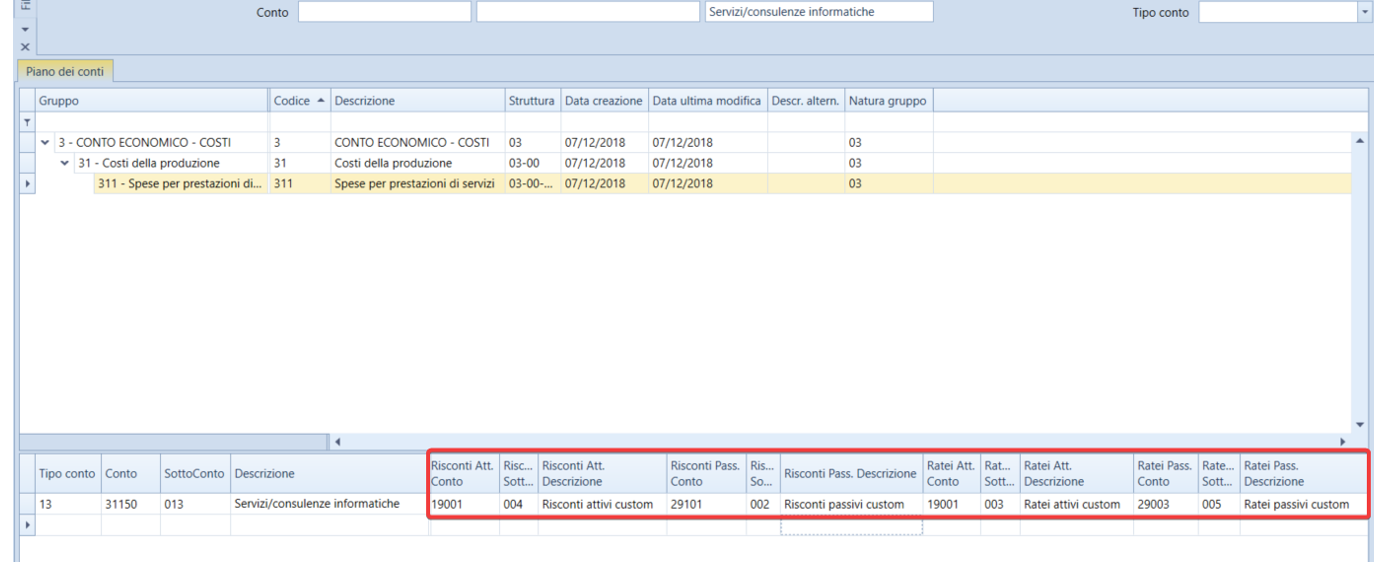 Fil
Conto Servizi/consulenze informatiche Tipo conto
Piano dei conti
Gruppo Codice Descrizione Struttura Data creazione Data ultima modifica Descr. altern. Natura gruppo
3 - CONTO ECONOMICO - COSTI 3 CONTO ECONOMICO - COSTI 03 07/12/2018 07/12/2018 03
31 - Costi della produzione 31 Costi della produzione 03-00 07/12/2018 07/12/2018 03
311 - Spese per prestazioni di... 311 Spese per prestazioni di servizi 03-00-... 07/12/2018 07/12/2018 03
Tipo conto Conto SottoConto Descrizione Risconti Att. Conto Risc... Sott... Risconti Att. Descrizione Risconti Pass. Conto Ris... So... Risconti Pass. Descrizione Ratei Att. Conto Rat... Sott... Ratei Att. Descrizione Ratei Pass. Conto Rate... Sott... Ratei Pass. Descrizione
13 31150 013 Servizi/consulenze informatiche 19001 004 Risconti attivi custom 29101 002 Risconti passivi custom 19001 003 Ratei attivi custom 29003 005 Ratei passivi custom